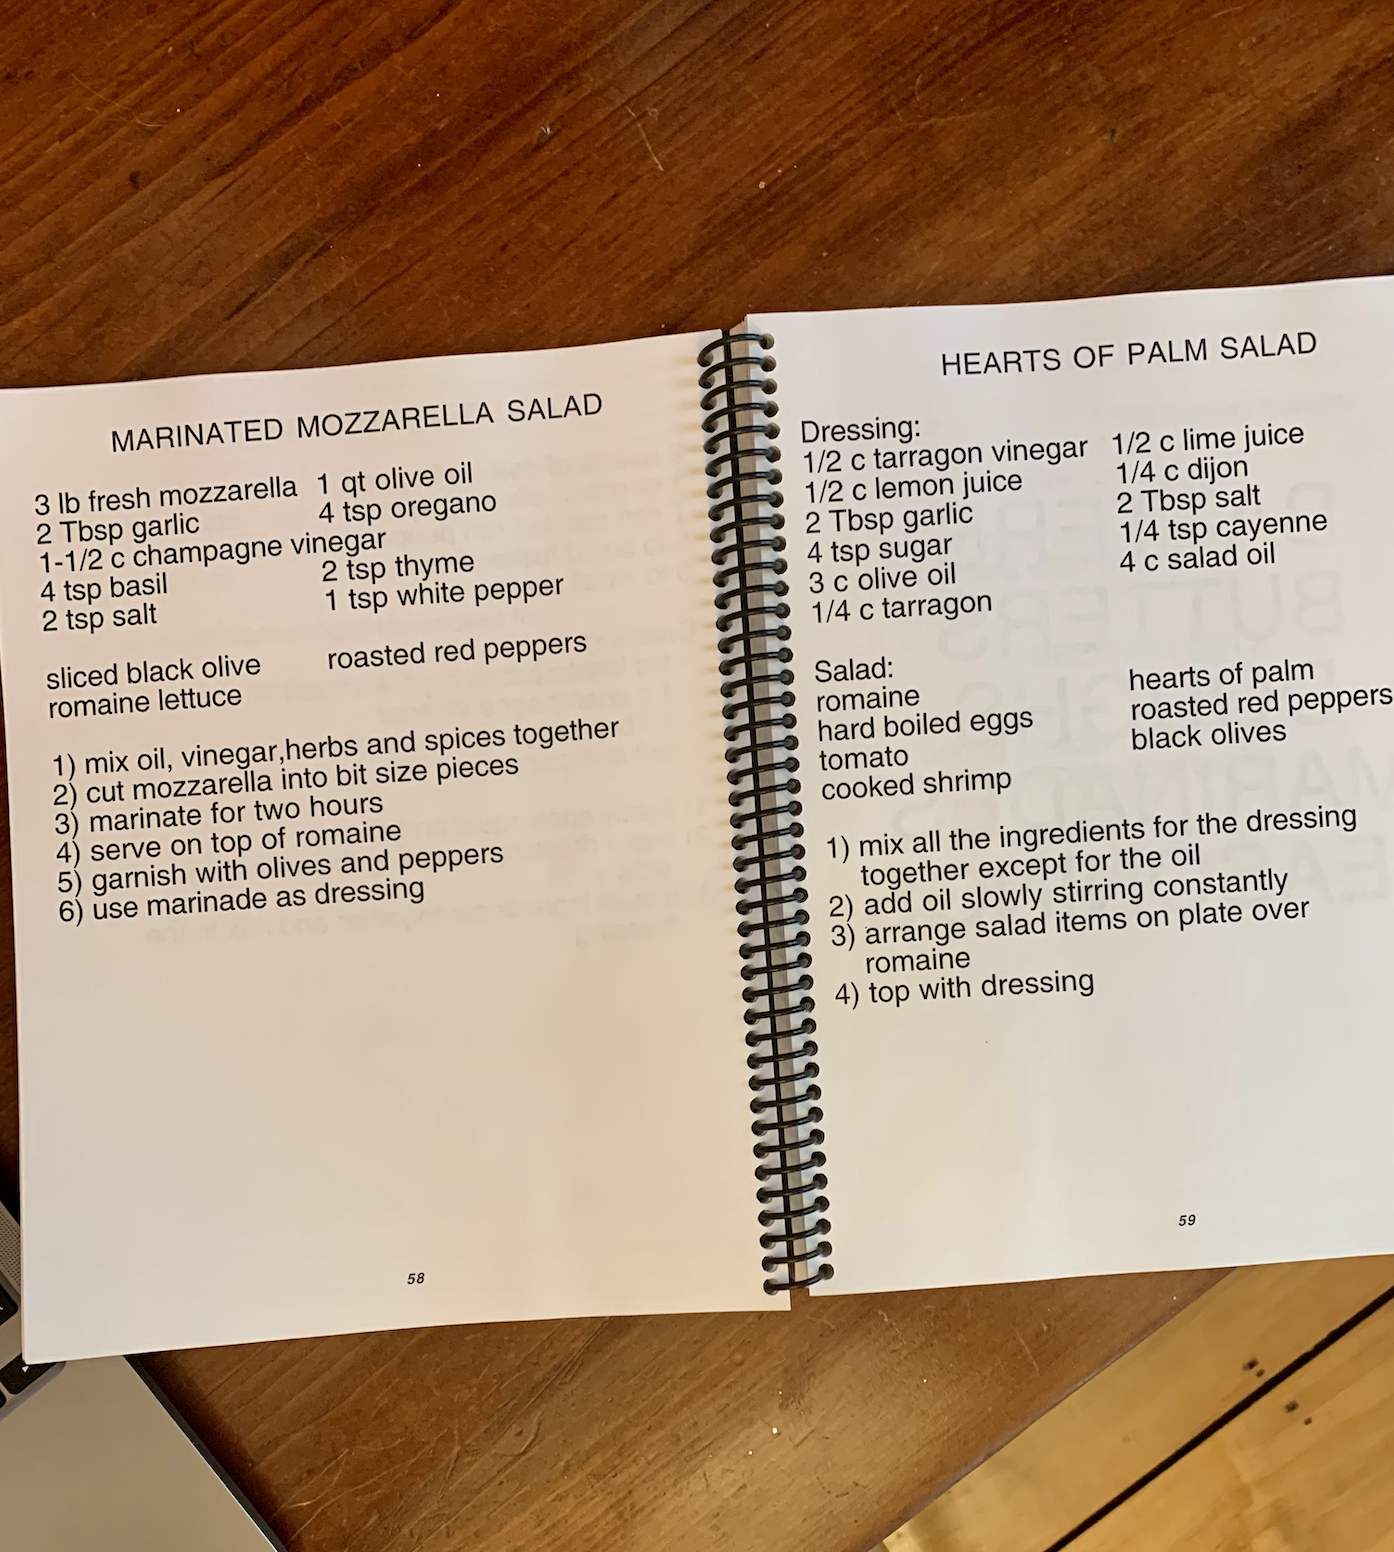 MARINATED MOZZARELLA SALAD
3 lb fresh mozzarella 1 qt olive oil
2 Tbsp garlic 4 tsp oregano
1-1/2 c champagne vinegar
4 tsp basil 2 tsp thyme
2 tsp salt 1 tsp white pepper
sliced black olive roasted red peppers
romaine lettuce
1) mix oil, vinegar,herbs and spices together
2) cut mozzarella into bit size pieces
3) marinate for two hours
4) serve on top of romaine
5) garnish with olives and peppers
6) use marinade as dressing
58
HEARTS OF PALM SALAD
Dressing:
1/2 c tarragon vinegar 1/2 c lime juice
1/2 c lemon juice 1/4 c dijon
2 Tbsp garlic 2 Tbsp salt
4 tsp sugar 1/4 tsp cayenne
3 c olive oil 4 c salad oil
1/4 c tarragon
Salad:
romaine hearts of palm
hard boiled eggs roasted red peppers
tomato black olives
cooked shrimp
1) mix all the ingredients for the dressing
together except for the oil
2) add oil slowly stirring constantly
3) arrange salad items on plate over
romaine
4) top with dressing
59